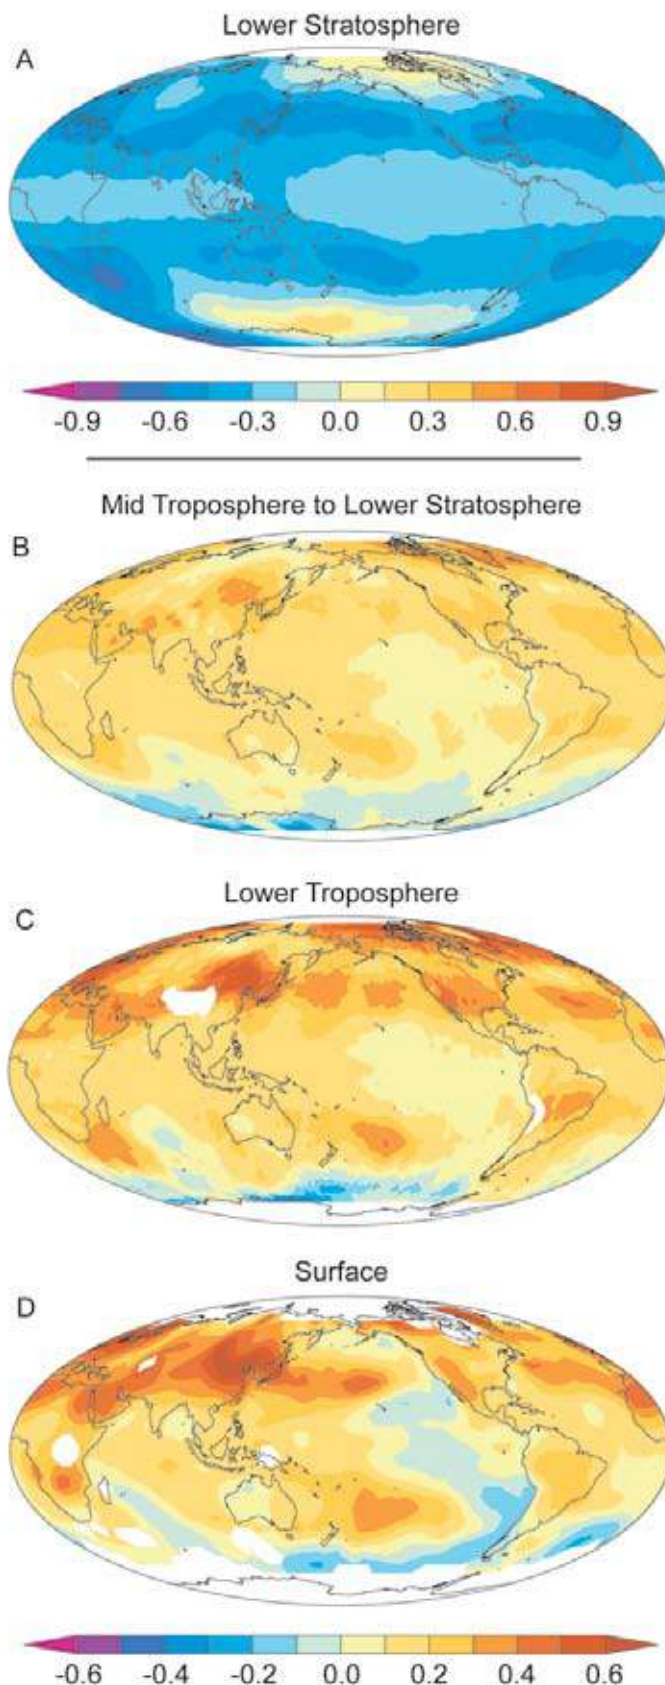 Lower Stratosphere
A
-0.9 -0.6 -0.3 0.0 0.3 0.6 0.9
Mid Troposphere to Lower Stratosphere
B
Lower Troposphere
C
Surface
D
-0.6 -0.4 -0.2 0.0 0.2 0.4 0.6